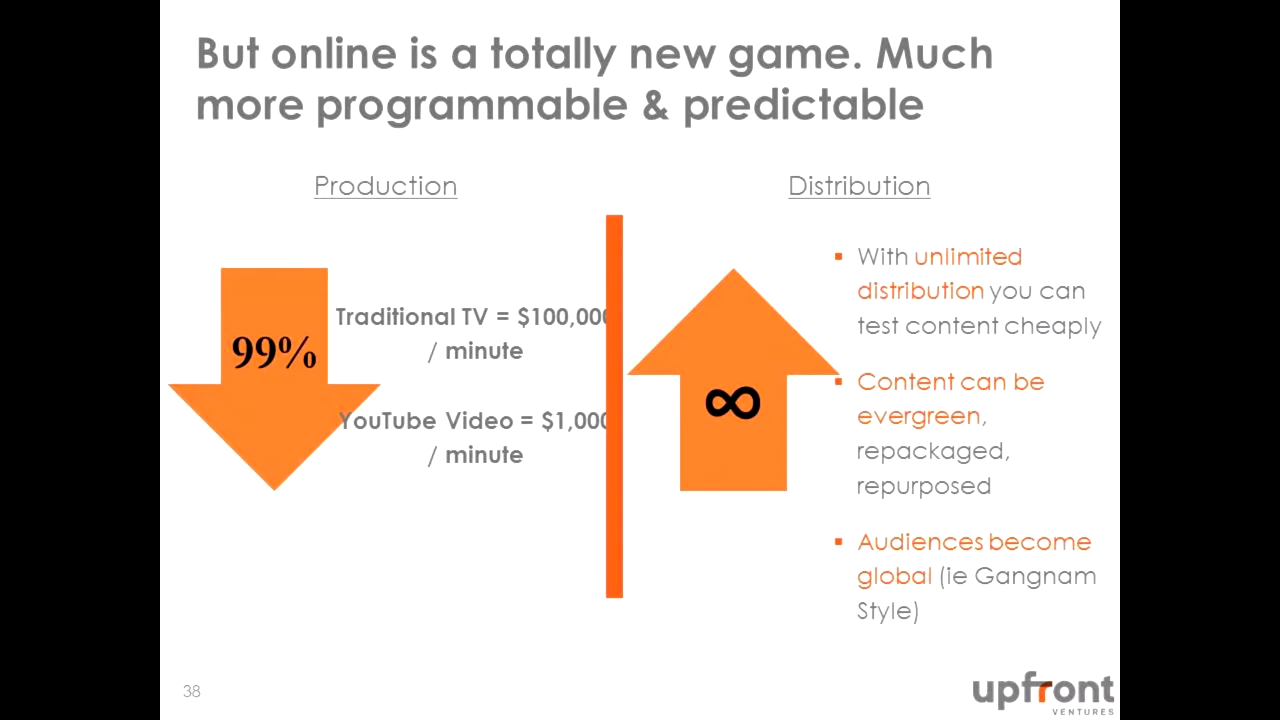 But online is a totally new game. Much
more programmable & predictable
Production
99%
Traditional TV = $100,000
/ minute
YouTube Video = $1,000
/ minute
Distribution
∞
▪ With unlimited
distribution you can
test content cheaply
▪ Content can be
evergreen,
repackaged,
repurposed
▪ Audiences become
global (ie Gangnam
Style)
38
upfront
VENTURES